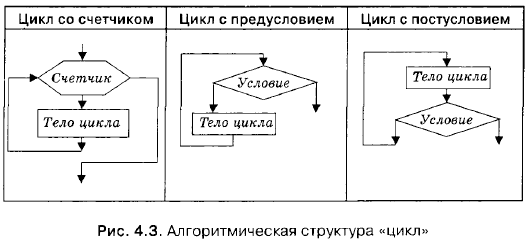 Цикл со счетчиком
Цикл с предусловием
Цикл с постусловием
Счетчик
Тело цикла
Условие
Тело цикла
Тело цикла
Условие
Рис. 4.3. Алгоритмическая структура «цикл»